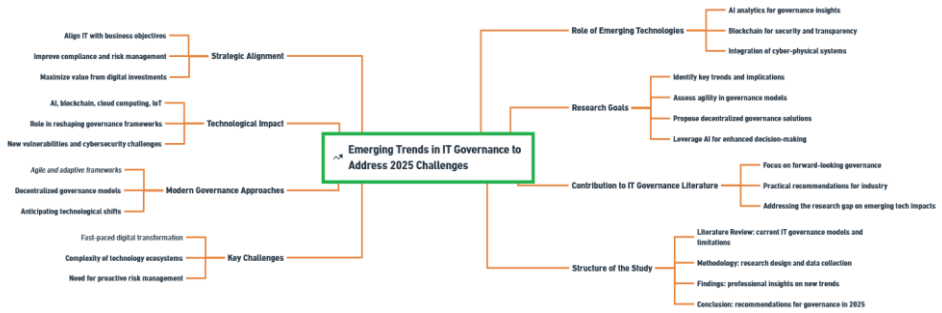 Emerging Trends in IT Governance to
Address 2025 Challenges
Strategic Alignment
Align IT with business objectives
Improve compliance and risk management
Maximize value from digital investments
Technological Impact
AI, blockchain, cloud computing, IoT
Role in reshaping governance frameworks
New vulnerabilities and cybersecurity challenges
Modern Governance Approaches
Agile and adaptive frameworks
Decentralized governance models
Anticipating technological shifts
Key Challenges
Fast-paced digital transformation
Complexity of technology ecosystems
Need for proactive risk management
Role of Emerging Technologies
AI analytics for governance insights
Blockchain for security and transparency
Integration of cyber-physical systems
Research Goals
Identify key trends and implications
Assess agility in governance models
Propose decentralized governance solutions
Leverage AI for enhanced decision-making
Contribution to IT Governance Literature
Focus on forward-looking governance
Practical recommendations for industry
Addressing the research gap on emerging tech impacts
Structure of the Study
Literature Review: current IT governance models and
limitations
Methodology: research design and data collection
Findings: professional insights on new trends
Conclusion: recommendations for governance in 2025